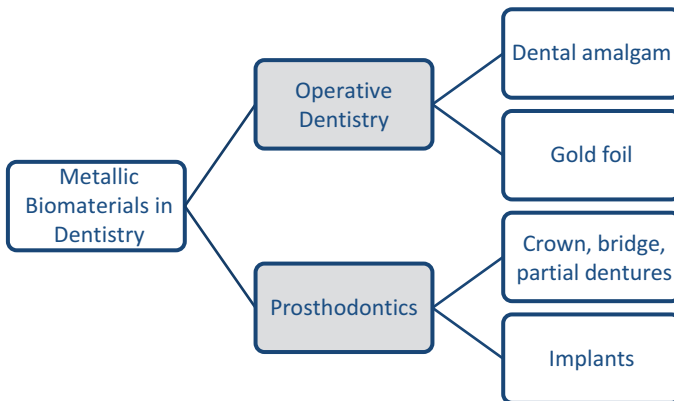 Metallic
Biomaterials in
Dentistry
Operative
Dentistry
Dental amalgam
Gold foil
Prosthodontics
Crown, bridge,
partial dentures
Implants